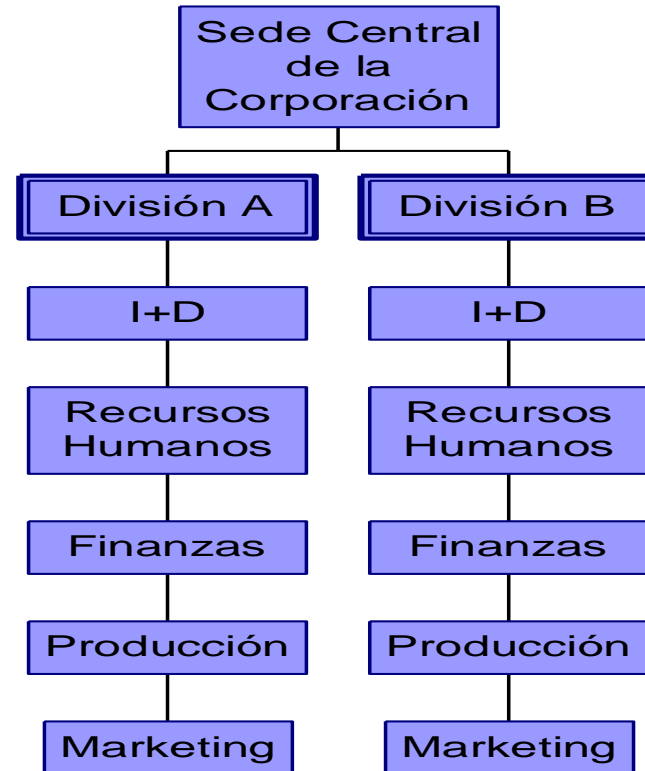 Sede Central
de la
Corporación
División A
División B
I+D
I+D
Recursos
Humanos
Recursos
Humanos
Finanzas
Finanzas
Producción
Producción
Marketing
Marketing